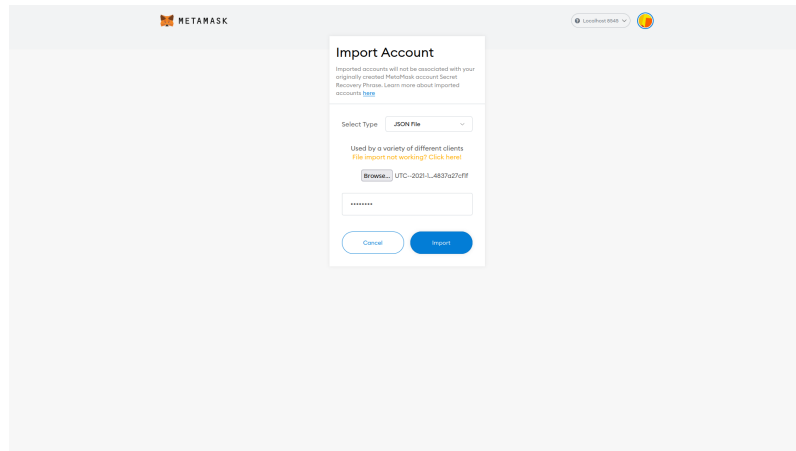 METAMASK
Localhost 8545
Import Account
Imported accounts will not be associated with your
originally created MetaMask account Secret
Recovery Phrase. Learn more about imported
accounts here
Select Type
JSON File
Used by a variety of different clients
File import not working? Click here!
Browse... UTC--2021-1...4837a27cf1f
••••••••
Cancel
Import